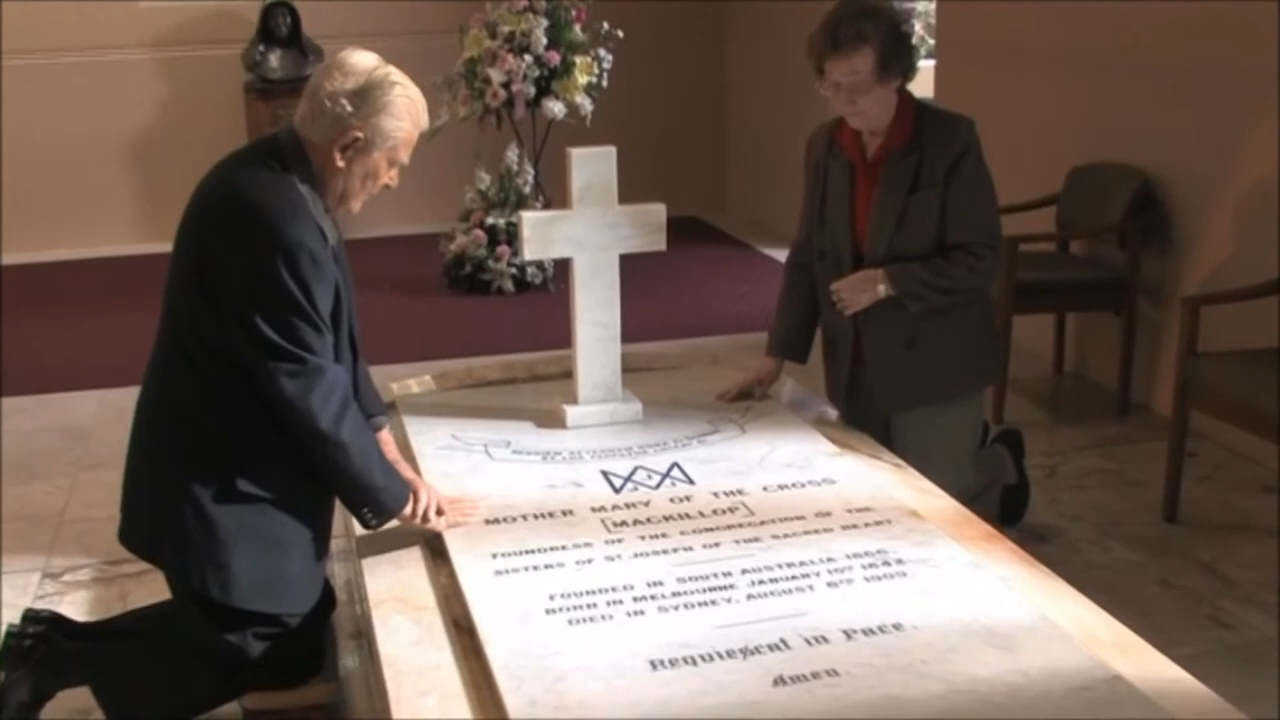 MOTHER MARY OF THE CROSS
[MACKILLOP]
FOUNDRESS OF THE CONGREGATION OF THE
SISTERS OF ST JOSEPH OF THE SACRED HEART.
FOUNDED IN SOUTH AUSTRALIA 1866.
BORN IN MELBOURNE JANUARY 15TH 1842.
DIED IN SYDNEY, AUGUST 8TH 1909.
Requiescat in Pace.
Amen.